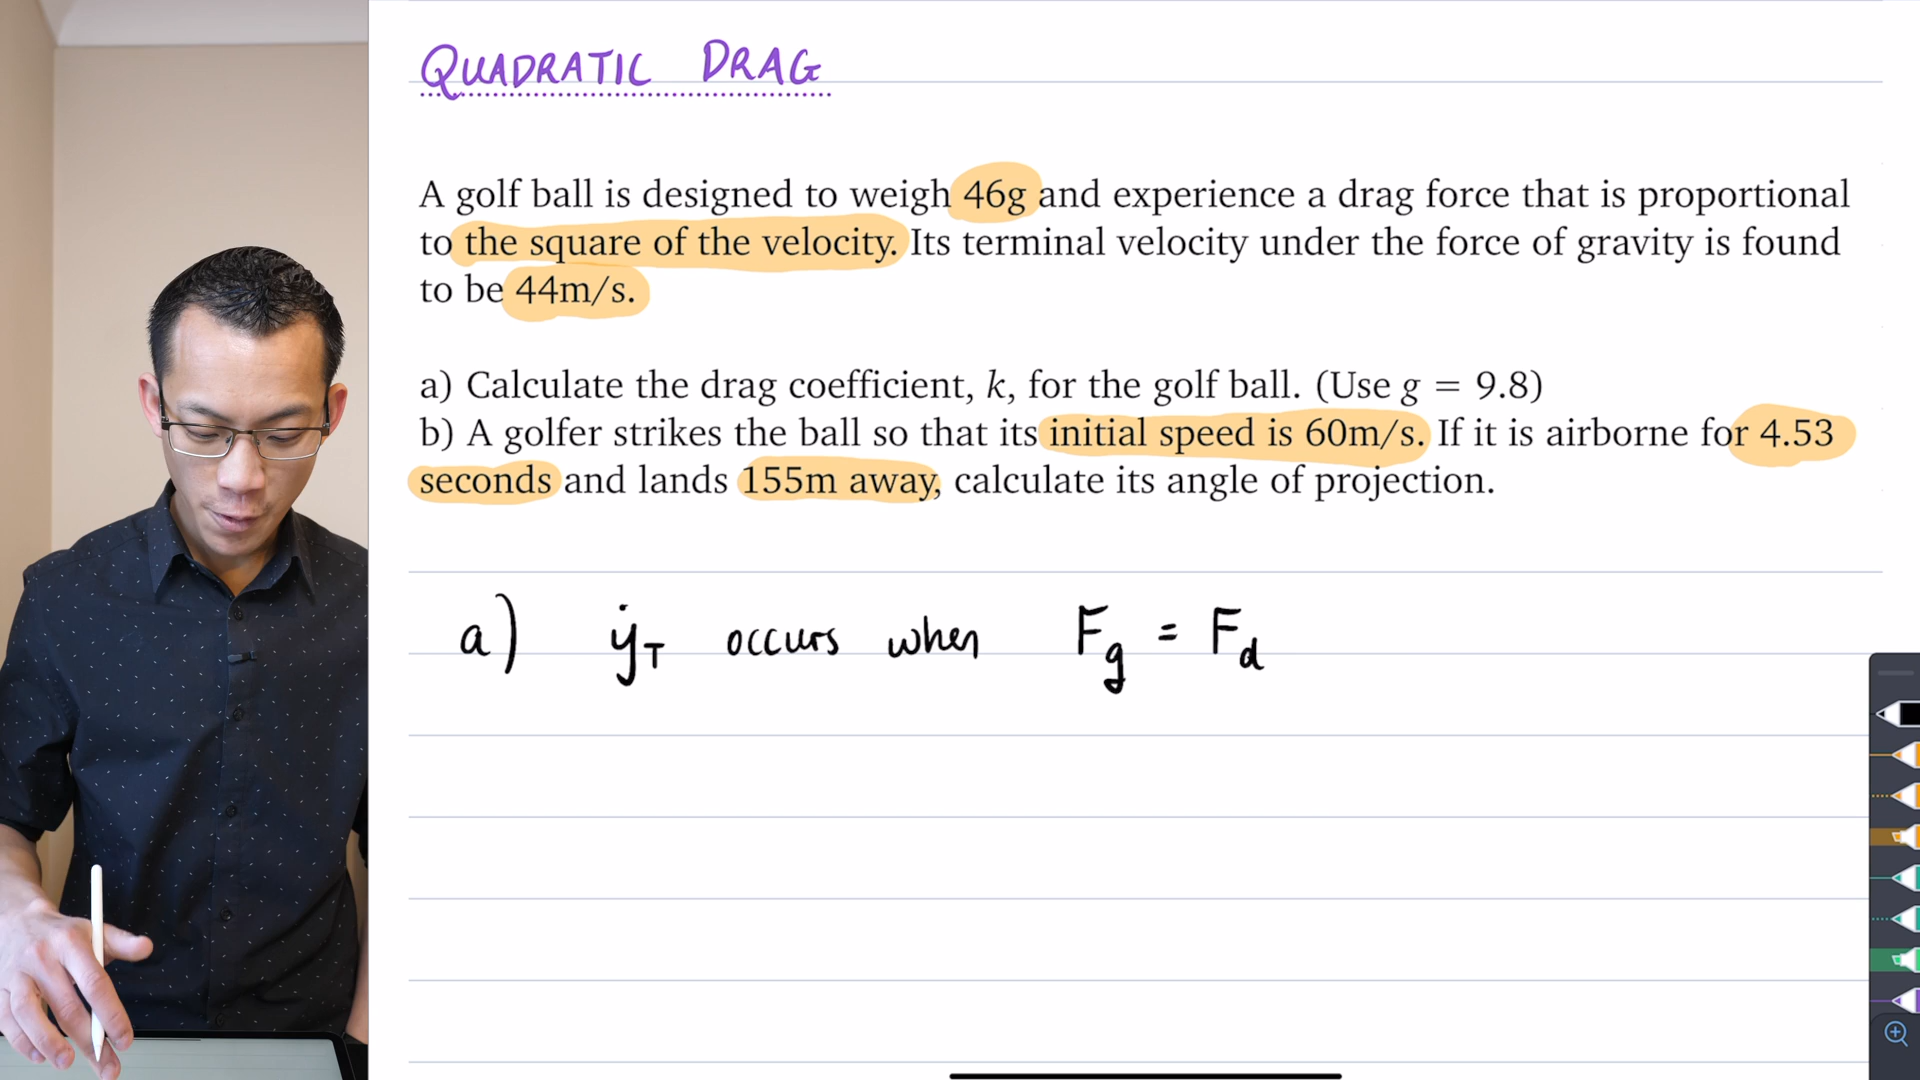 QUADRATIC DRAG
A golf ball is designed to weigh 46g and experience a drag force that is proportional
to the square of the velocity. Its terminal velocity under the force of gravity is found
to be 44m/s.
a) Calculate the drag coefficient, k, for the golf ball. (Use g = 9.8)
b) A golfer strikes the ball so that its initial speed is 60m/s. If it is airborne for 4.53
seconds and lands 155m away, calculate its angle of projection.
a) ẏ_T occurs when F_g = F_d